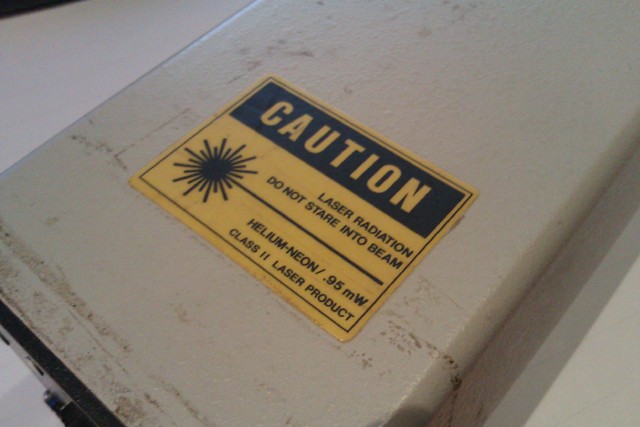 CAUTION
LASER RADIATION
DO NOT STARE INTO BEAM
HELIUM-NEON/ .95 mW
CLASS II LASER PRODUCT